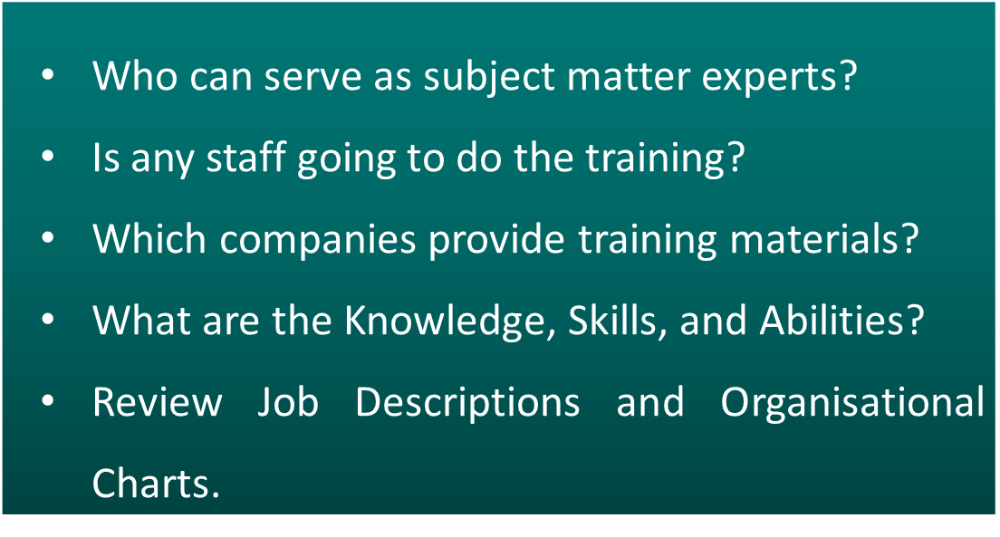 • Who can serve as subject matter experts?
• Is any staff going to do the training?
• Which companies provide training materials?
• What are the Knowledge, Skills, and Abilities?
• Review Job Descriptions and Organisational
Charts.